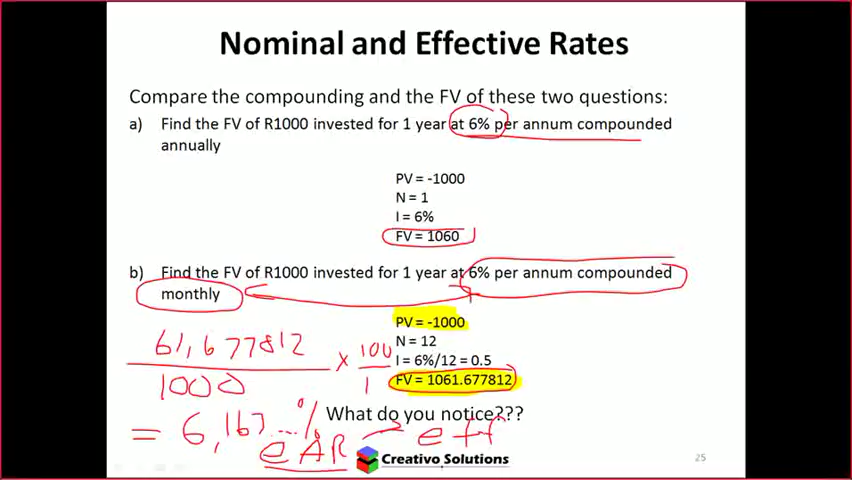 Nominal and Effective Rates
Compare the compounding and the FV of these two questions:
a) Find the FV of R1000 invested for 1 year at 6% per annum compounded
annually
PV = -1000
N = 1
I = 6%
FV = 1060
b) Find the FV of R1000 invested for 1 year at 6% per annum compounded
monthly
PV = -1000
N = 12
I = 6%/12 = 0.5
FV = 1061.677812
61,677812
1000
× 100
1
What do you notice???
= 6,167...%
eAR
eff
Creativo Solutions
25